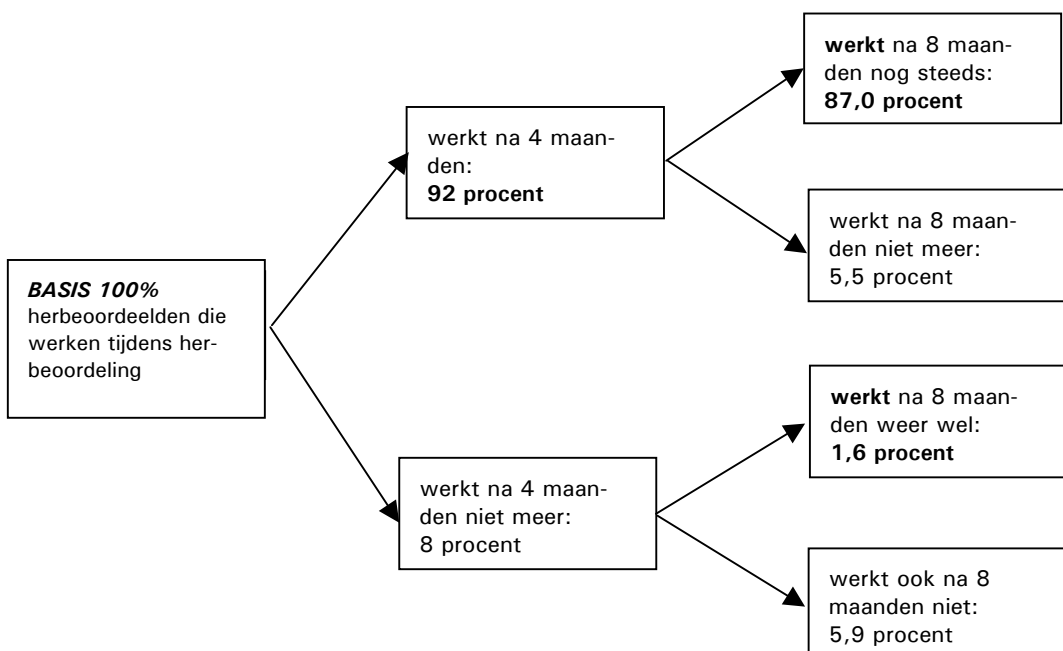 BASIS 100%
herbeoordeelden die
werken tijdens her-
beoordeling
werkt na 4 maan-
den:
92 procent
werkt na 4 maan-
den niet meer:
8 procent
werkt na 8 maan-
den nog steeds:
87,0 procent
werkt na 8 maan-
den niet meer:
5,5 procent
werkt na 8 maan-
den weer wel:
1,6 procent
werkt ook na 8
maanden niet:
5,9 procent